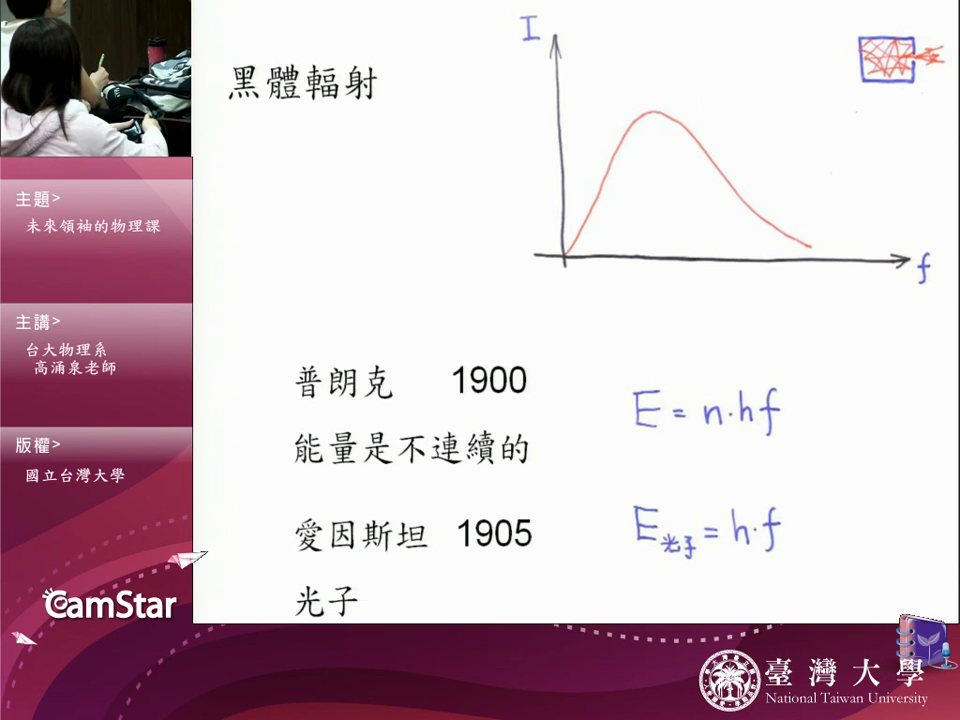 黑體輻射
I
f
普朗克 1900
E = n·hf
能量是不連續的
愛因斯坦 1905
E光子 = h·f
光子
主題>
未來領袖的物理課
主講>
台大物理系
高涌泉老師
版權>
國立台灣大學
CamStar
臺灣大學
National Taiwan University